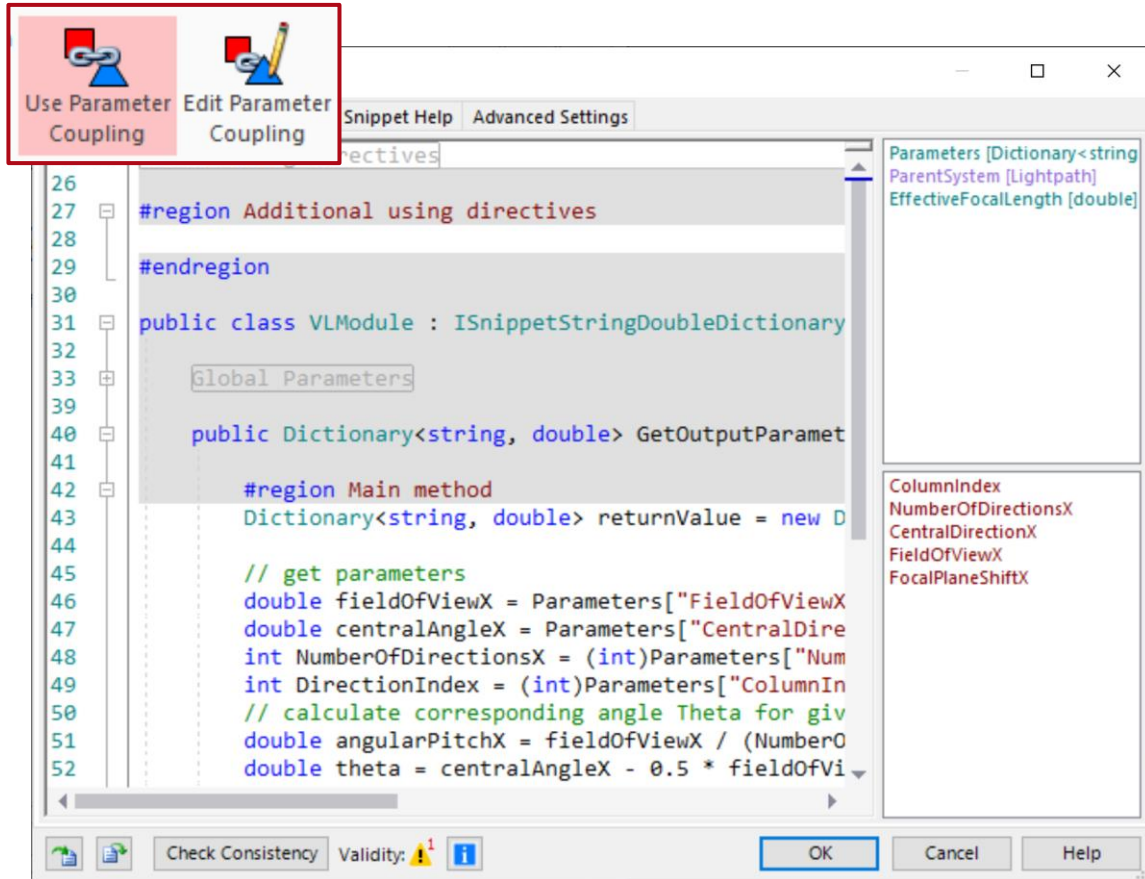 Use Parameter Coupling
Edit Parameter Coupling
Snippet Help Advanced Settings
directives
26
27 #region Additional using directives
28
29 #endregion
30
31 public class VLModule : ISnippetStringDoubleDictionary
32
33 Global Parameters
39
40 public Dictionary<string, double> GetOutputParamet
41
42 #region Main method
43 Dictionary<string, double> returnValue = new D
44
45 // get parameters
46 double fieldOfViewX = Parameters["FieldOfViewX
47 double centralAngleX = Parameters["CentralDire
48 int NumberOfDirectionsX = (int)Parameters["Num
49 int DirectionIndex = (int)Parameters["ColumnIn
50 // calculate corresponding angle Theta for giv
51 double angularPitchX = fieldOfViewX / (NumberO
52 double theta = centralAngleX - 0.5 * fieldOfVi
Parameters [Dictionary<string
ParentSystem [Lightpath]
EffectiveFocalLength [double]
ColumnIndex
NumberOfDirectionsX
CentralDirectionX
FieldOfViewX
FocalPlaneShiftX
Check Consistency Validity: 1 OK Cancel Help